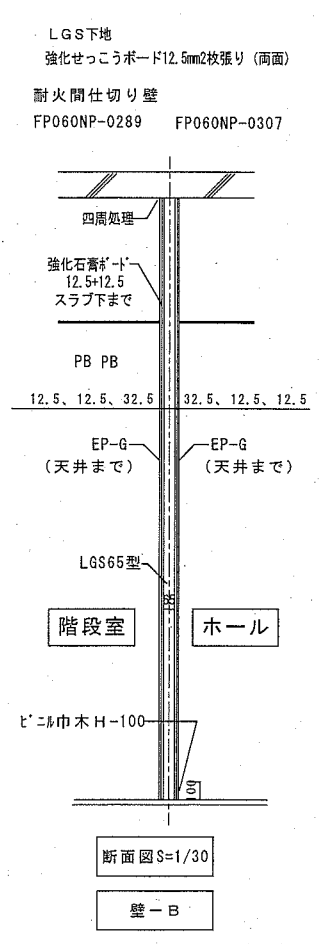 LGS下地
強化せっこうボード12.5mm2枚張り（両面）
耐火間仕切り壁
FP060NP-0289 FP060NP-0307
四周処理
強化石膏ﾎﾞｰﾄﾞ
12.5+12.5
スラブ下まで
PB PB
12.5、12.5、32.5 32.5、12.5、12.5
EP-G
（天井まで）
EP-G
（天井まで）
LGS65型
階段室
ホール
ﾋﾞﾆﾙ巾木H-100
100
断面図S=1/30
壁－B